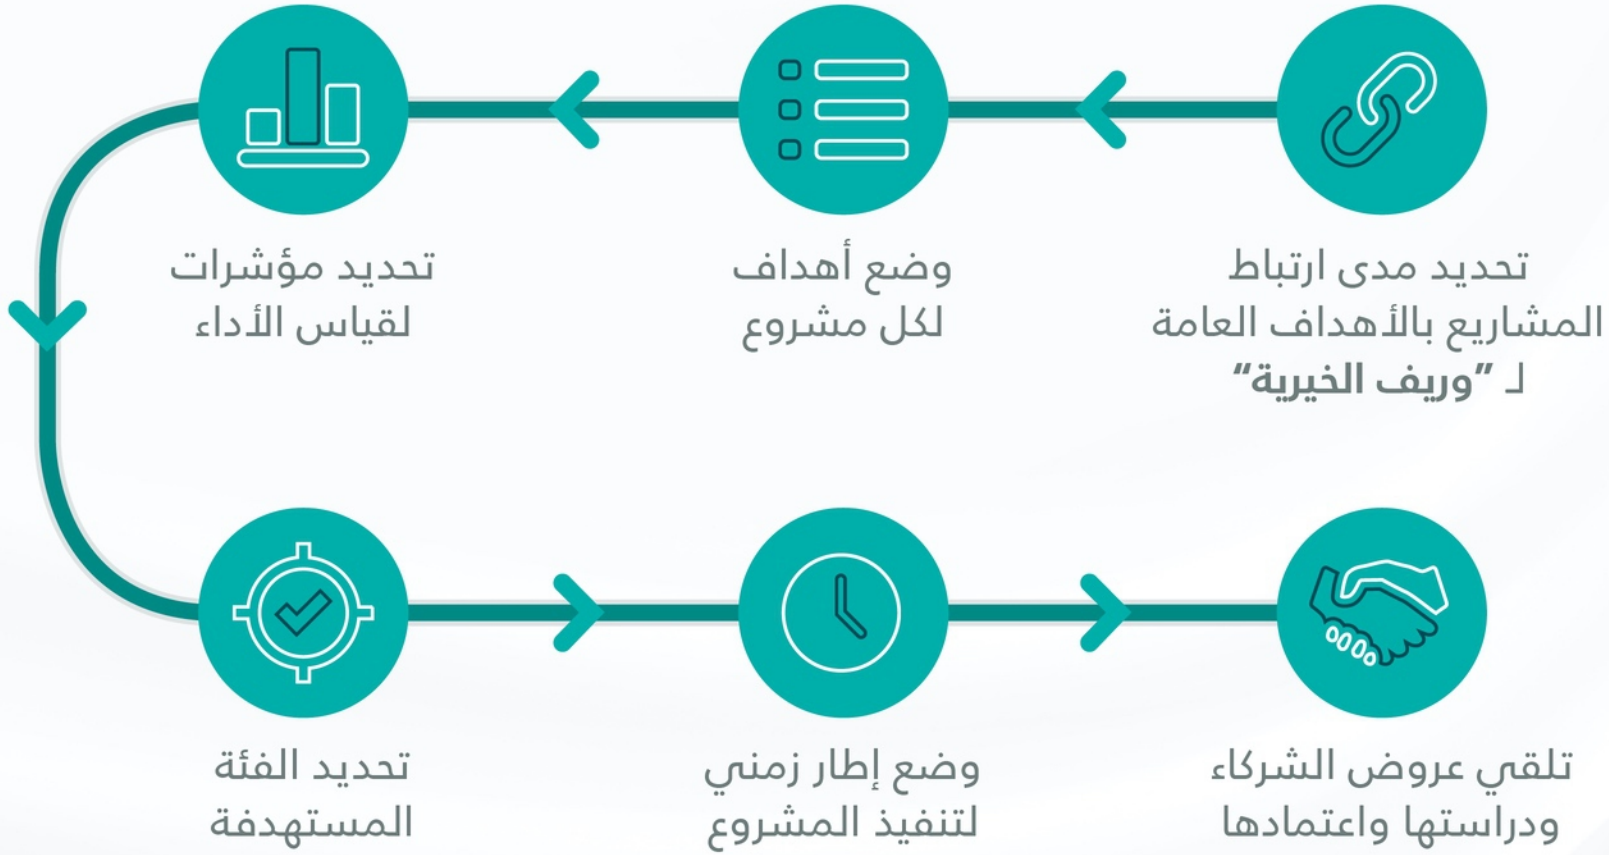 تحديد مدى ارتباط
المشاريع بالأهداف العامة
لـ ”وريف الخيرية“
وضع أهداف
لكل مشروع
تحديد مؤشرات
لقياس الأداء
تحديد الفئة
المستهدفة
وضع إطار زمني
لتنفيذ المشروع
تلقي عروض الشركاء
ودراستها واعتمادها